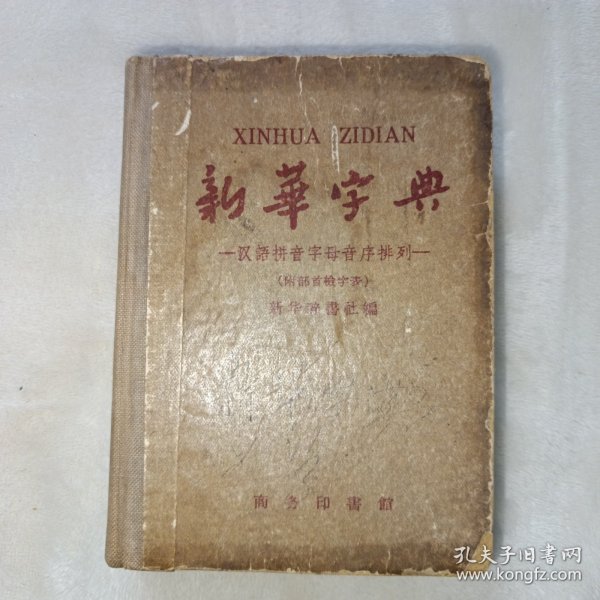 XINHUA ZIDIAN
新華字典
—汉語拼音字母音序排列—
(附部首檢字表)
新华辞書社編
商务印書館
孔夫子旧書网
www.kongfz.com